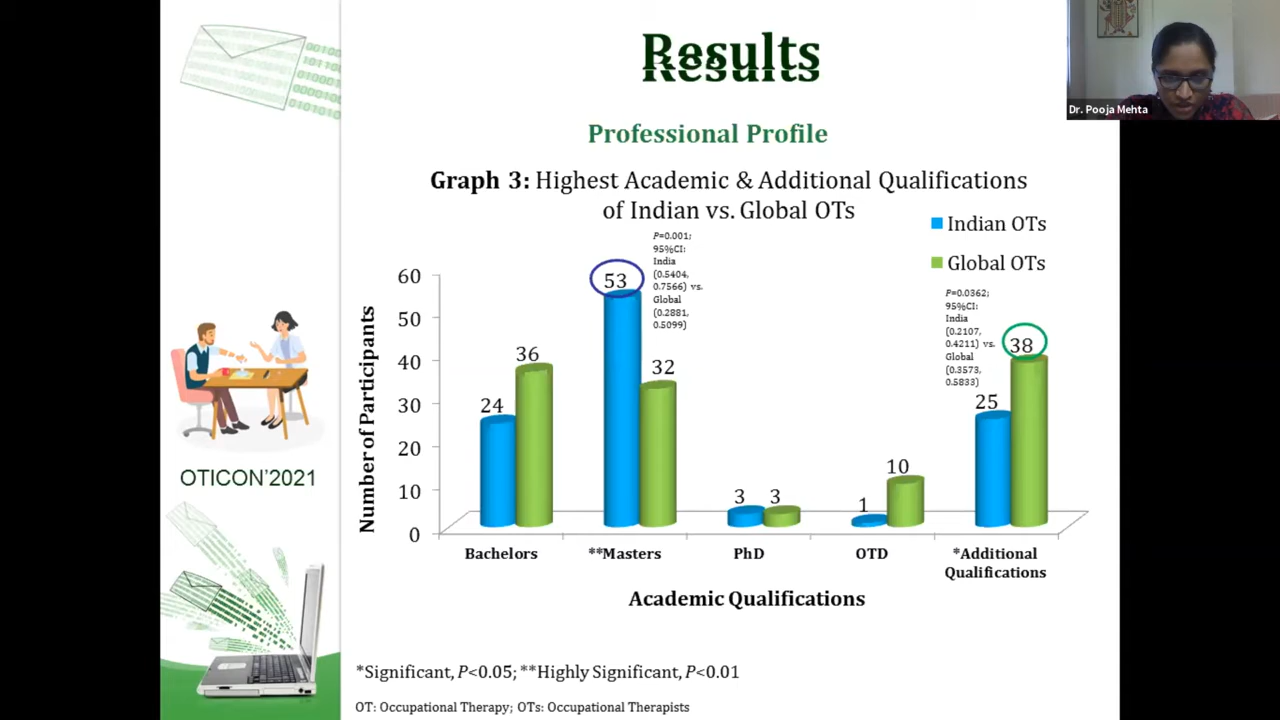 Results
Professional Profile
Graph 3: Highest Academic & Additional Qualifications
of Indian vs. Global OTs
Indian OTs
Global OTs
P=0.001;
95%CI:
India
(0.5404,
0.7566) vs.
Global
(0.2881,
0.5099)
P=0.0362;
95%CI:
India
(0.2107,
0.4211) vs.
Global
(0.3573,
0.5833)
Number of Participants
60
50
40
30
20
10
0
24
36
53
32
3
3
1
10
25
38
Bachelors
**Masters
PhD
OTD
*Additional
Qualifications
Academic Qualifications
*Significant, P<0.05; **Highly Significant, P<0.01
OT: Occupational Therapy; OTs: Occupational Therapists
OTICON’2021
Dr. Pooja Mehta